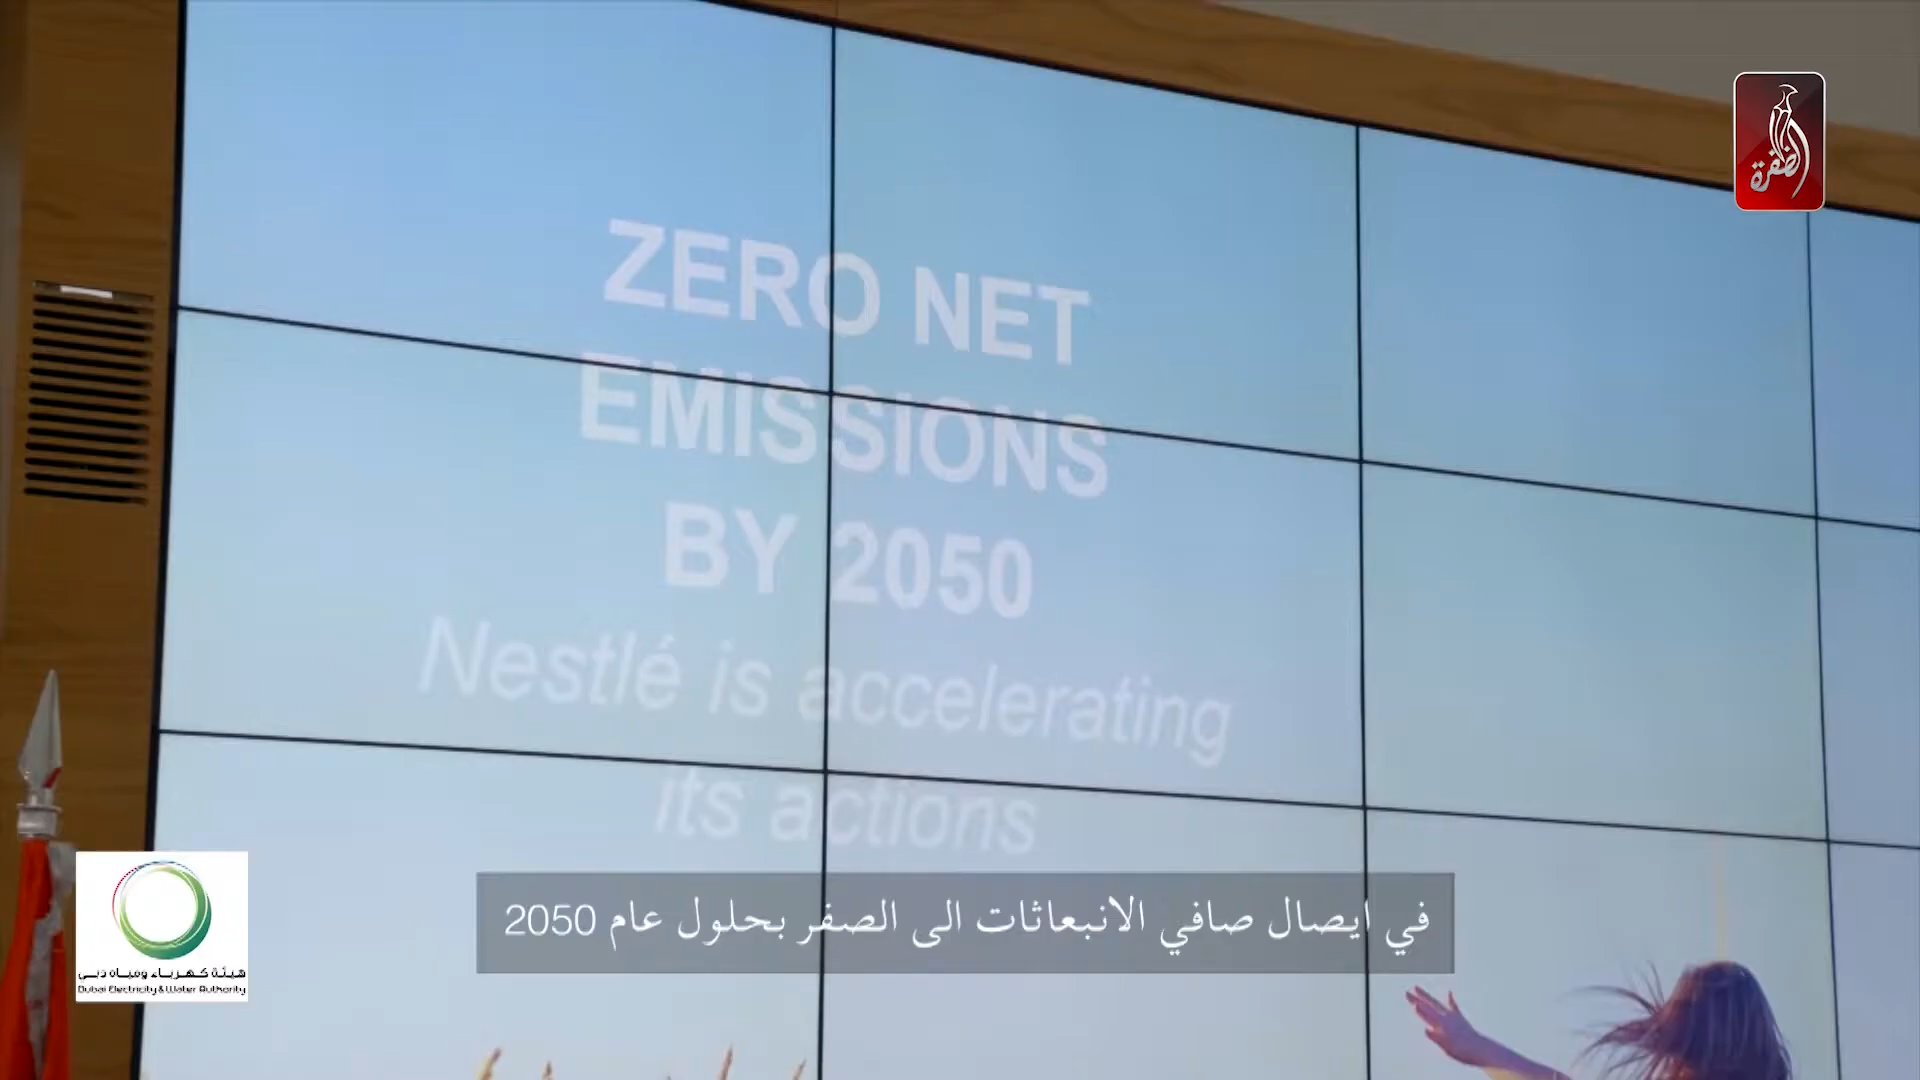 الظفرة
ZERO NET
EMISSIONS
BY 2050
Nestlé is accelerating
its actions
في ايصال صافي الانبعاثات الى الصفر بحلول عام 2050
هيئة كهرباء ومياه دبي
Dubai Electricity & Water Authority